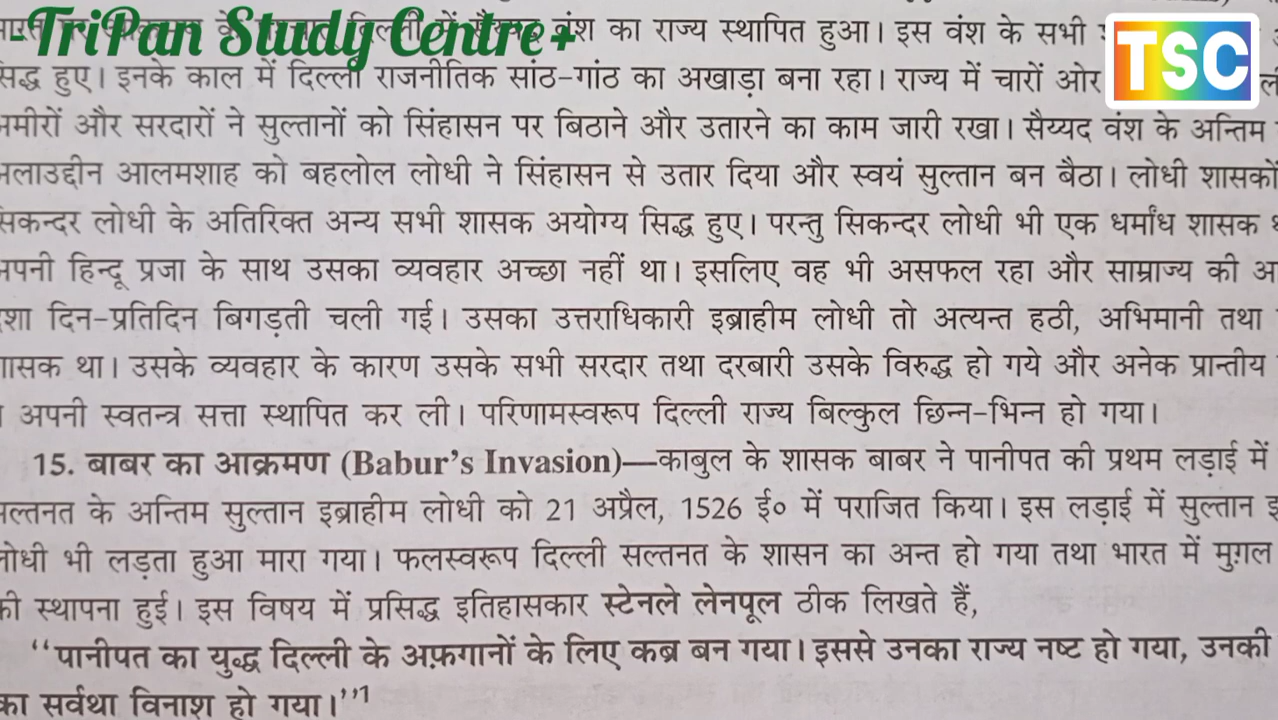 -TriPan Study Centre+
TSC
वंश का राज्य स्थापित हुआ। इस वंश के सभी
सिद्ध हुए। इनके काल में दिल्ली राजनीतिक सांठ-गांठ का अखाड़ा बना रहा। राज्य में चारों ओर
अमीरों और सरदारों ने सुल्तानों को सिंहासन पर बिठाने और उतारने का काम जारी रखा। सैय्यद वंश के अन्तिम
अलाउद्दीन आलमशाह को बहलोल लोधी ने सिंहासन से उतार दिया और स्वयं सुल्तान बन बैठा। लोधी शासकों
सिकन्दर लोधी के अतिरिक्त अन्य सभी शासक अयोग्य सिद्ध हुए। परन्तु सिकन्दर लोधी भी एक धर्मांध शासक
अपनी हिन्दू प्रजा के साथ उसका व्यवहार अच्छा नहीं था। इसलिए वह भी असफल रहा और साम्राज्य की
दिन-प्रतिदिन बिगड़ती चली गई। उसका उत्तराधिकारी इब्राहीम लोधी तो अत्यन्त हठी, अभिमानी तथा
था। उसके व्यवहार के कारण उसके सभी सरदार तथा दरबारी उसके विरुद्ध हो गये और अनेक प्रान्तीय
अपनी स्वतन्त्र सत्ता स्थापित कर ली। परिणामस्वरूप दिल्ली राज्य बिल्कुल छिन्न-भिन्न हो गया।
15. बाबर का आक्रमण (Babur's Invasion)—काबुल के शासक बाबर ने पानीपत की प्रथम लड़ाई में
सल्तनत के अन्तिम सुल्तान इब्राहीम लोधी को 21 अप्रैल, 1526 ई० में पराजित किया। इस लड़ाई में सुल्तान
लोधी भी लड़ता हुआ मारा गया। फलस्वरूप दिल्ली सल्तनत के शासन का अन्त हो गया तथा भारत में मुग़ल
की स्थापना हुई। इस विषय में प्रसिद्ध इतिहासकार स्टेनले लेनपूल ठीक लिखते हैं,
‘‘पानीपत का युद्ध दिल्ली के अफ़गानों के लिए कब्र बन गया। इससे उनका राज्य नष्ट हो गया, उनकी
का सर्वथा विनाश हो गया।’’1